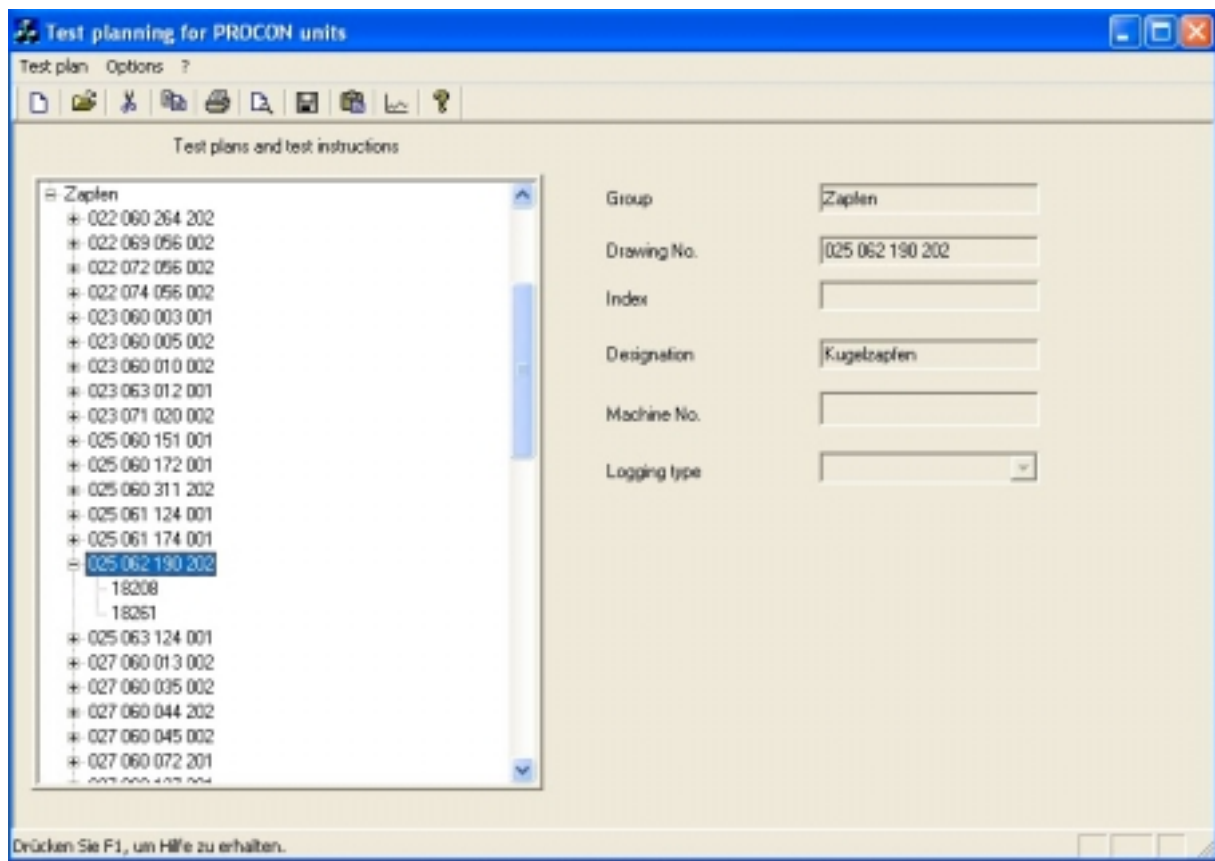 Test planning for PROCON units
Test plan Options ?
Test plans and test instructions
Zapfen
022 060 264 202
022 069 056 002
022 072 056 002
022 074 056 002
023 060 003 001
023 060 005 002
023 060 010 002
023 063 012 001
023 071 020 002
025 060 151 001
025 060 172 001
025 060 311 202
025 061 124 001
025 061 174 001
025 062 190 202
18208
18261
025 063 124 001
027 060 013 002
027 060 035 002
027 060 044 202
027 060 045 002
027 060 072 201
Group Zapfen
Drawing No. 025 062 190 202
Index
Designation Kugelzapfen
Machine No.
Logging type
Drücken Sie F1, um Hilfe zu erhalten.